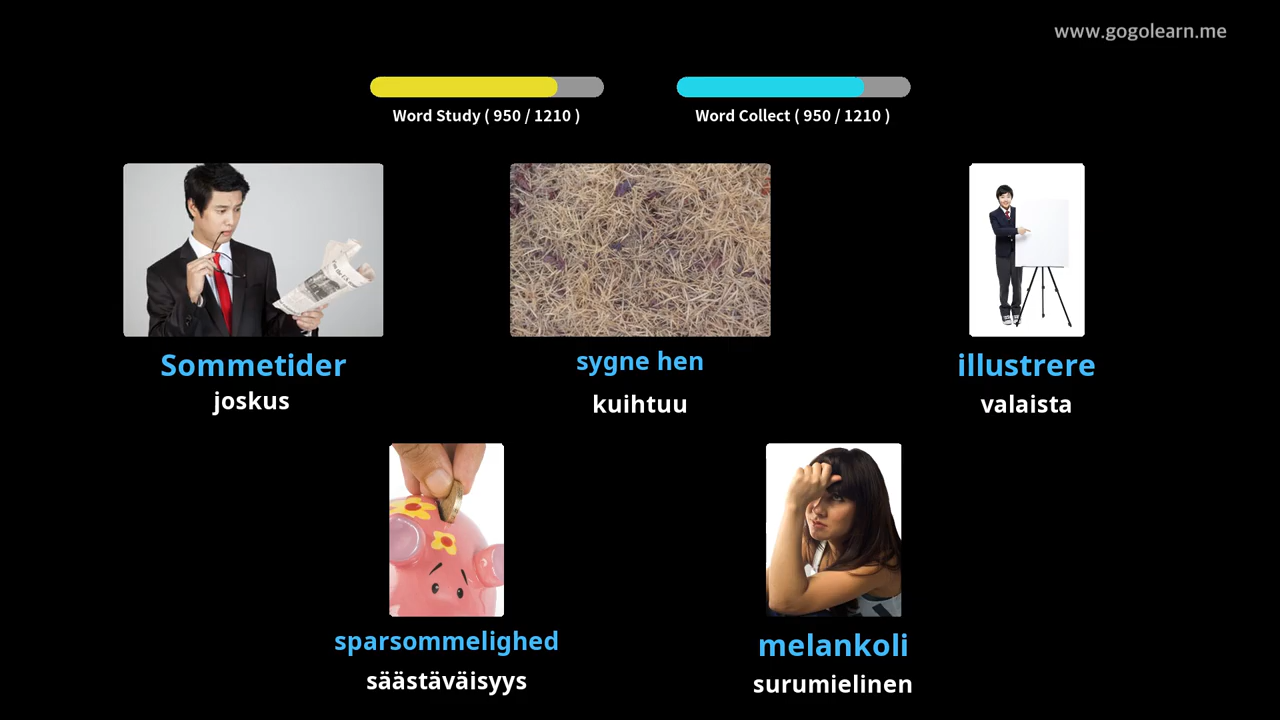 www.gogolearn.me
Word Study ( 950 / 1210 )
Word Collect ( 950 / 1210 )
Sommetider
joskus
sygne hen
kuihtuu
illustrere
valaista
sparsommelighed
säästäväisyys
melankoli
surumielinen